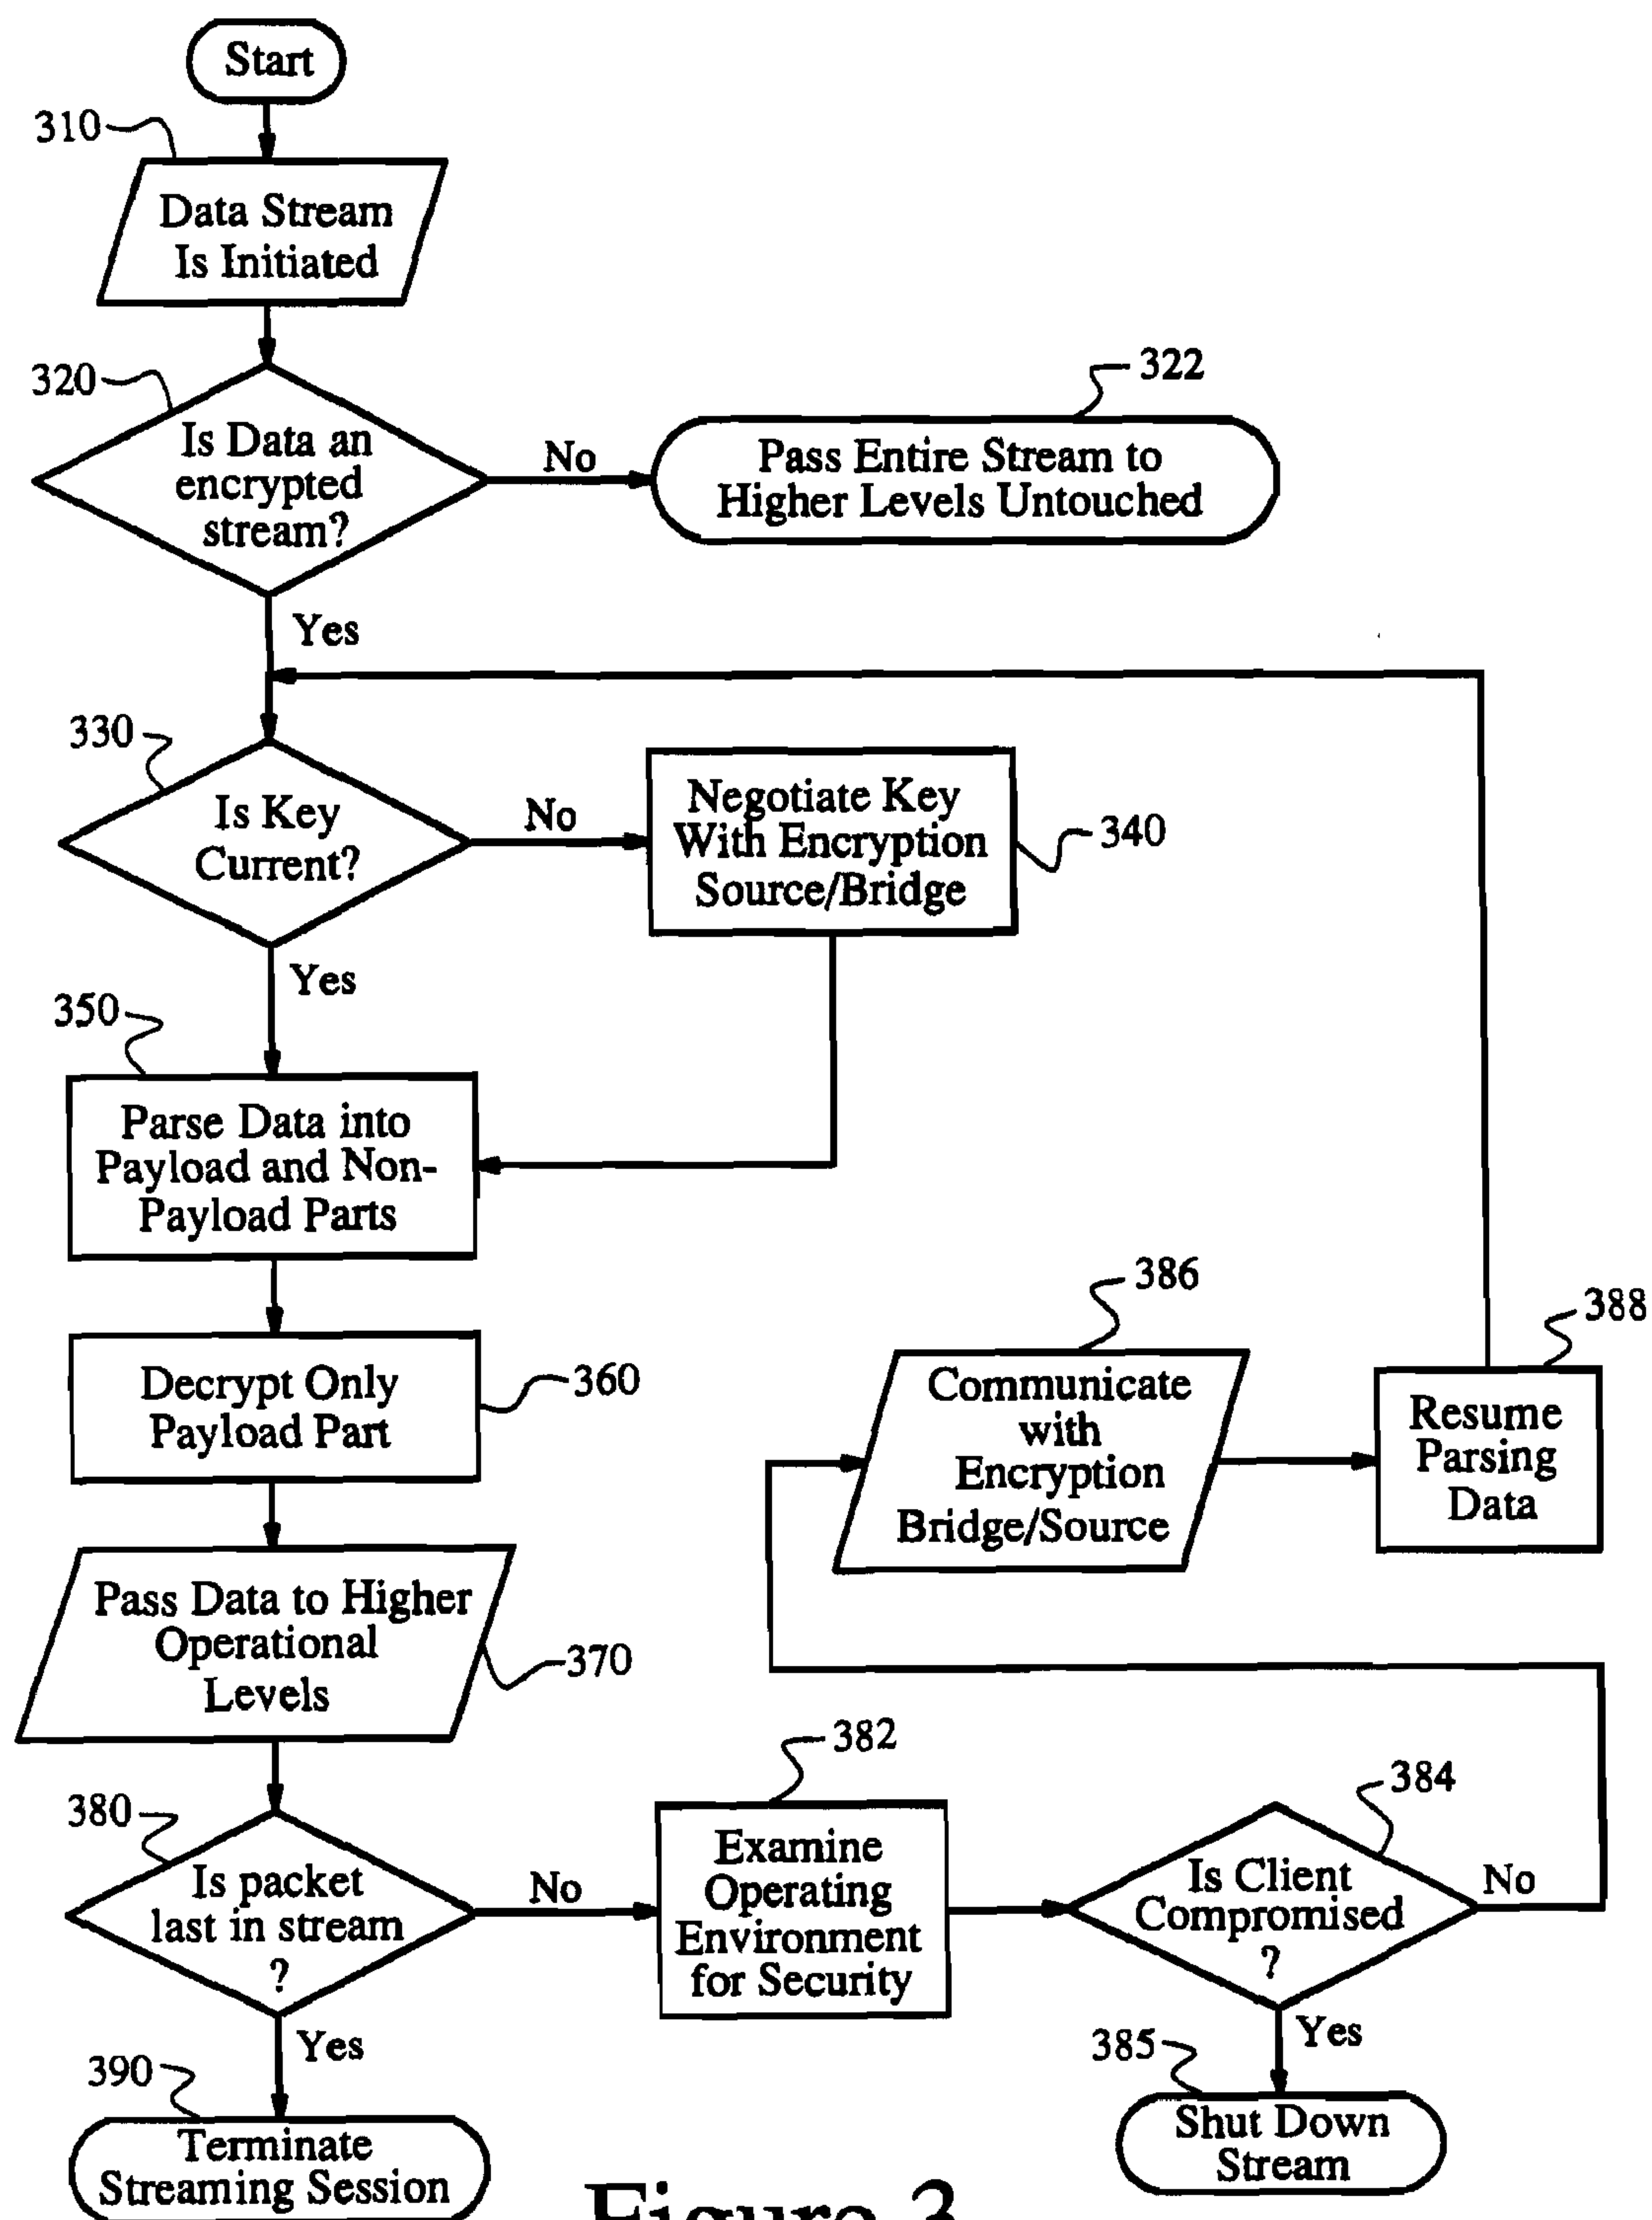 Start
310
Data Stream
Is Initiated
320
Is Data an
encrypted
stream?
No
322
Pass Entire Stream to
Higher Levels Untouched
Yes
330
Is Key
Current?
No
Negotiate Key
With Encryption
Source/Bridge
340
Yes
350
Parse Data into
Payload and Non-
Payload Parts
Decrypt Only
Payload Part
360
386
Communicate
with
Encryption
Bridge/Source
388
Resume
Parsing
Data
Pass Data to Higher
Operational
Levels
370
380
Is packet
last in stream
?
No
382
Examine
Operating
Environment
for Security
384
Is Client
Compromised
?
No
Yes
390
Terminate
Streaming Session
Yes
385
Shut Down
Stream
Figure 3